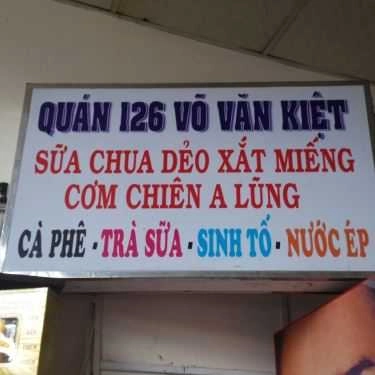 QUÁN 126 VÕ VĂN KIỆT
SỮA CHUA DẺO XẮT MIẾNG
CƠM CHIÊN A LŨNG
CÀ PHÊ - TRÀ SỮA - SINH TỐ - NƯỚC ÉP